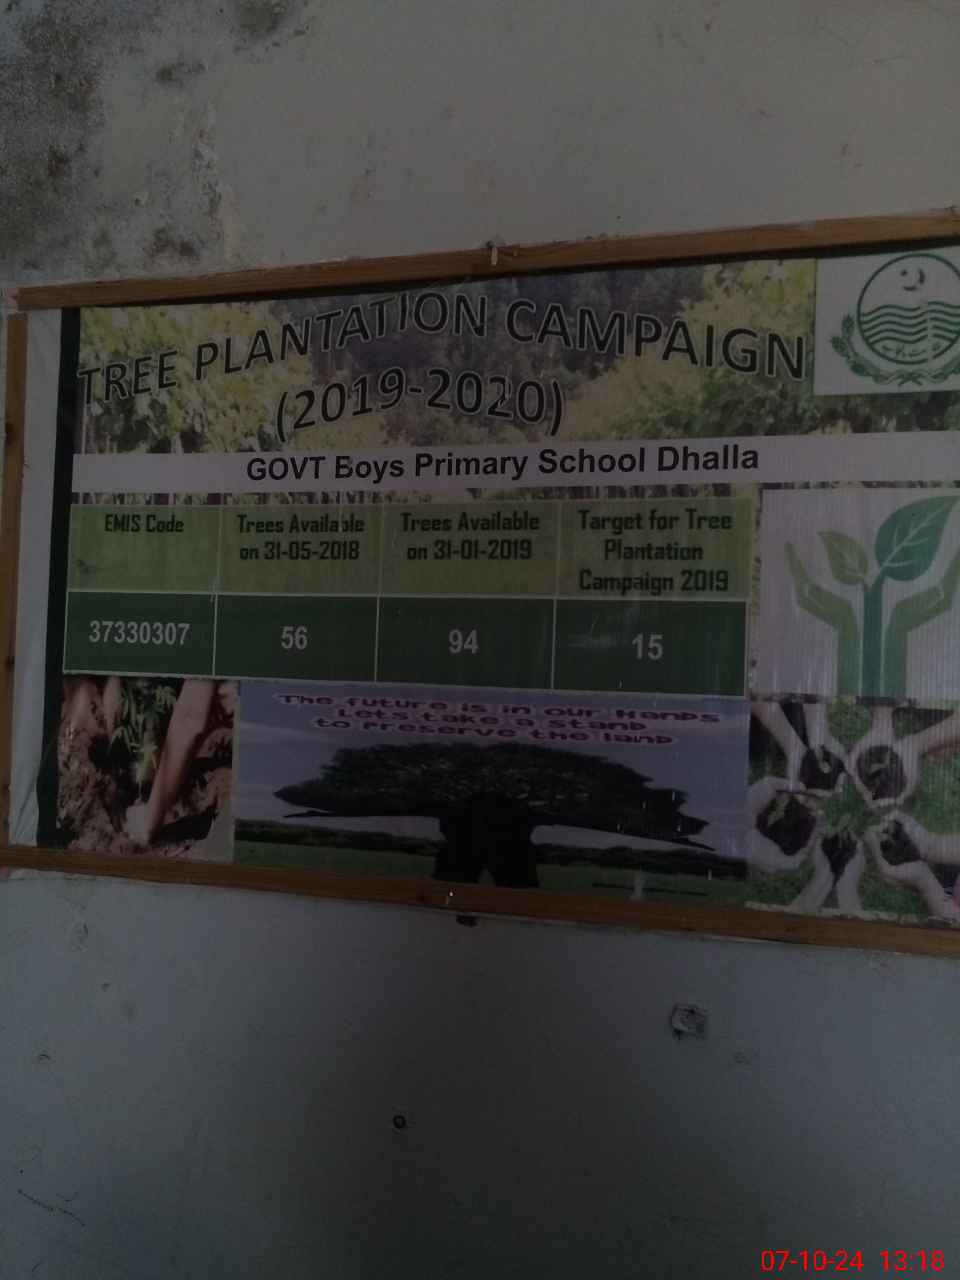 TREE PLANTATION CAMPAIGN
(2019-2020)
GOVT Boys Primary School Dhalla
EMIS Code
Trees Available
on 31-05-2018
Trees Available
on 31-01-2019
Target for Tree
Plantation
Campaign 2019
37330307
56
94
15
The future is in our Hands
Lets take a stand
to Preserve the land
07-10-24 13:18